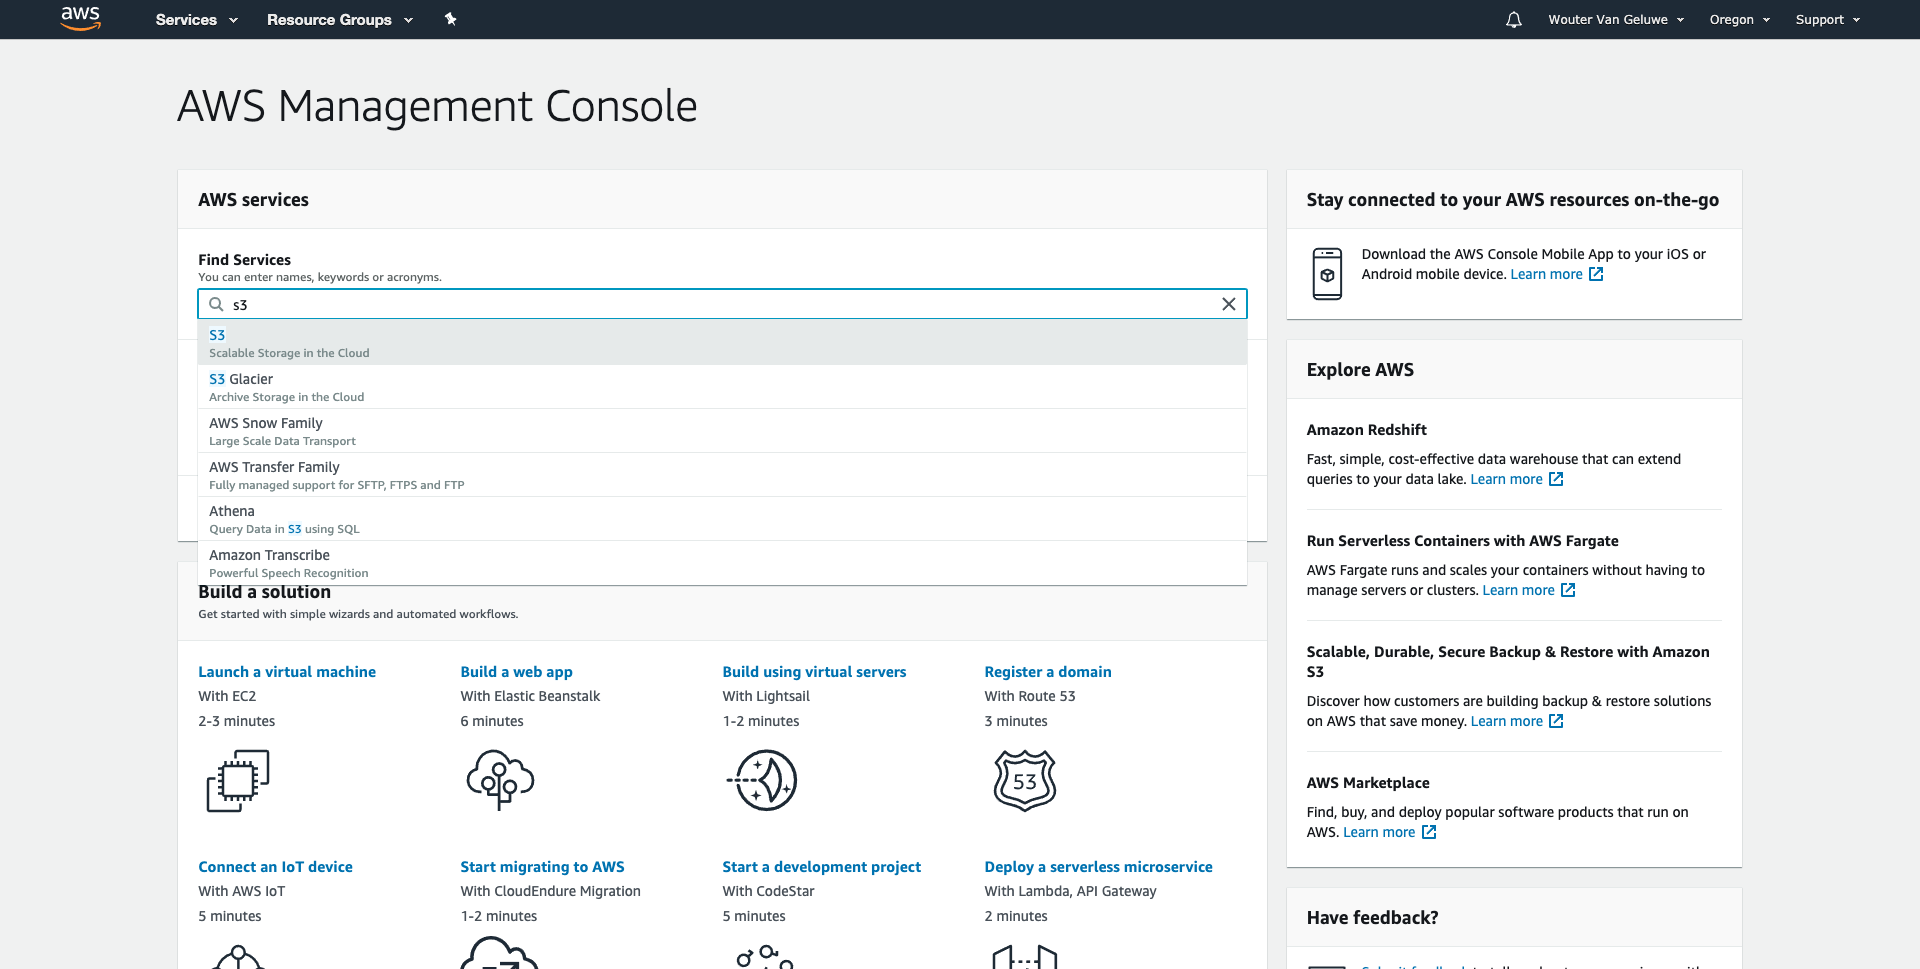 aws
Services
Resource Groups
Wouter Van Geluwe
Oregon
Support
AWS Management Console
AWS services
Find Services
You can enter names, keywords or acronyms.
s3
S3
Scalable Storage in the Cloud
S3 Glacier
Archive Storage in the Cloud
AWS Snow Family
Large Scale Data Transport
AWS Transfer Family
Fully managed support for SFTP, FTPS and FTP
Athena
Query Data in S3 using SQL
Amazon Transcribe
Powerful Speech Recognition
Build a solution
Get started with simple wizards and automated workflows.
Launch a virtual machine
With EC2
2-3 minutes
Build a web app
With Elastic Beanstalk
6 minutes
Build using virtual servers
With Lightsail
1-2 minutes
Register a domain
With Route 53
3 minutes
53
Connect an IoT device
With AWS IoT
5 minutes
Start migrating to AWS
With CloudEndure Migration
1-2 minutes
Start a development project
With CodeStar
5 minutes
Deploy a serverless microservice
With Lambda, API Gateway
2 minutes
Stay connected to your AWS resources on-the-go
Download the AWS Console Mobile App to your iOS or
Android mobile device. Learn more
Explore AWS
Amazon Redshift
Fast, simple, cost-effective data warehouse that can extend
queries to your data lake. Learn more
Run Serverless Containers with AWS Fargate
AWS Fargate runs and scales your containers without having to
manage servers or clusters. Learn more
Scalable, Durable, Secure Backup & Restore with Amazon
S3
Discover how customers are building backup & restore solutions
on AWS that save money. Learn more
AWS Marketplace
Find, buy, and deploy popular software products that run on
AWS. Learn more
Have feedback?